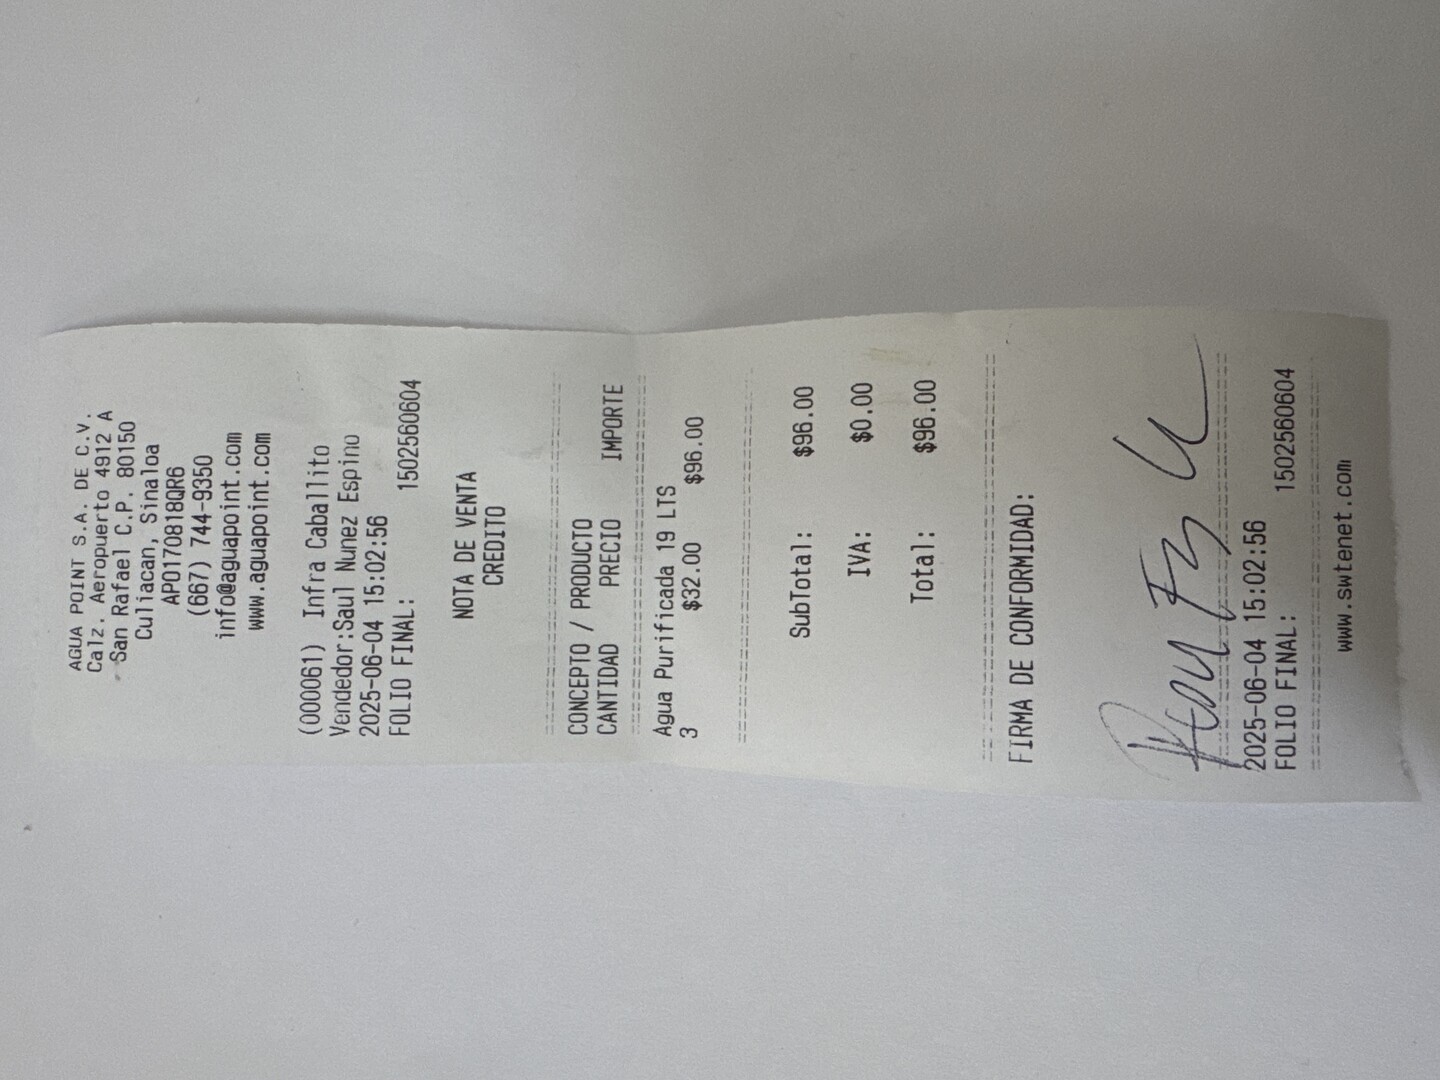 AGUA POINT S.A. DE C.V.
Calz. Aeropuerto 4912 A
San Rafael C.P. 80150
Culiacan, Sinaloa
APO170818QR6
(667) 744-9350
info@aguapoint.com
www.aguapoint.com
(000061) Infra Caballito
Vendedor:Saul Nunez Espino
2025-06-04 15:02:56
FOLIO FINAL: 1502560604
NOTA DE VENTA
CREDITO
CONCEPTO / PRODUCTO
CANTIDAD PRECIO IMPORTE
Agua Purificada 19 LTS
3 $32.00 $96.00
SubTotal: $96.00
IVA: $0.00
Total: $96.00
FIRMA DE CONFORMIDAD:
2025-06-04 15:02:56
FOLIO FINAL: 1502560604
www.swtenet.com